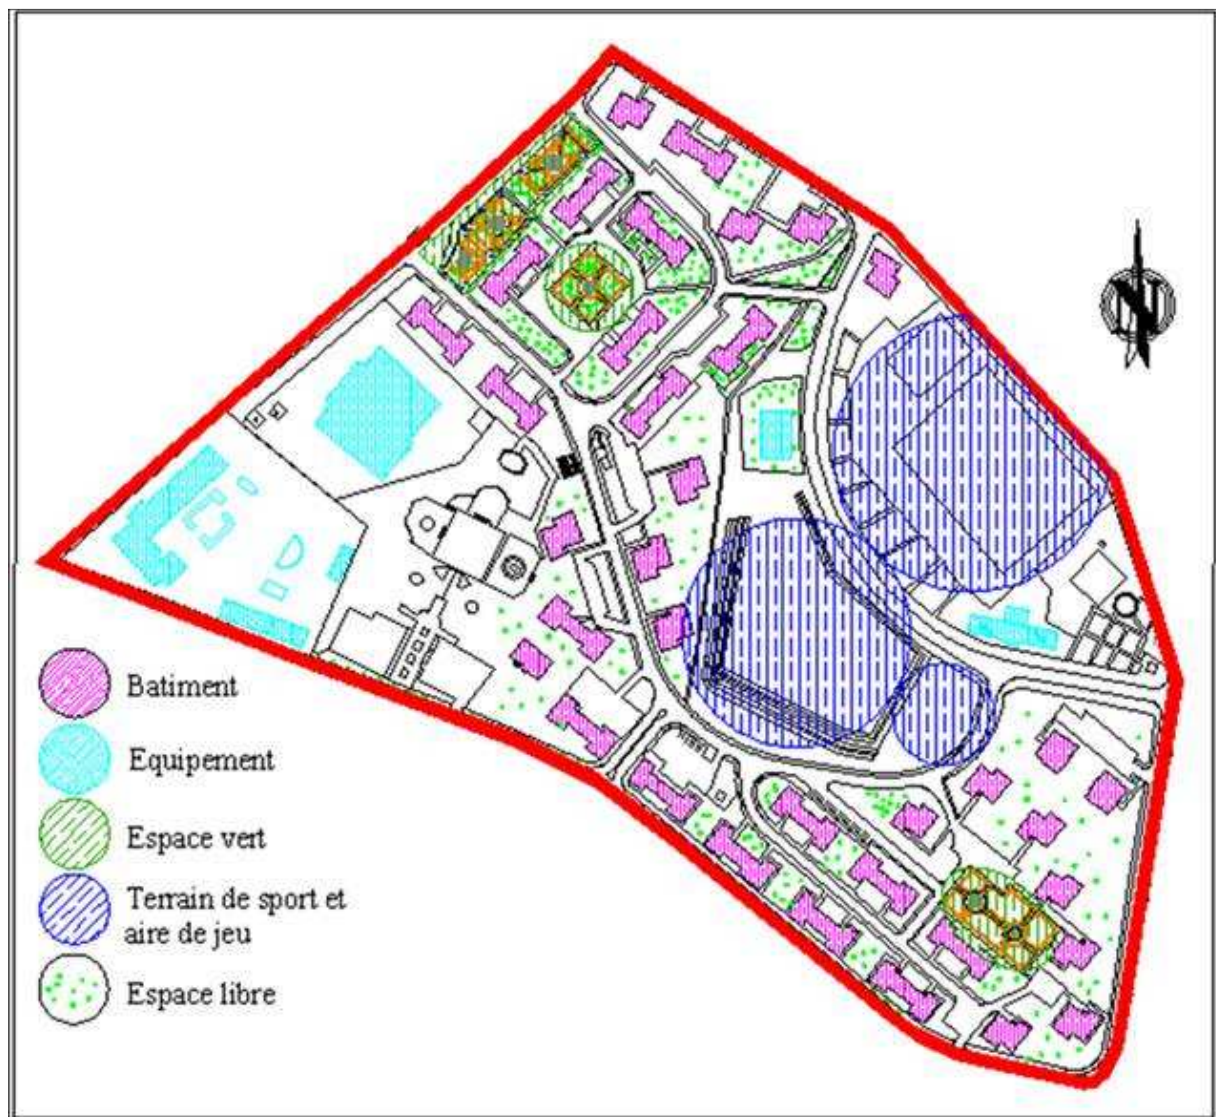 N
Batiment
Equipement
Espace vert
Terrain de sport et
aire de jeu
Espace libre